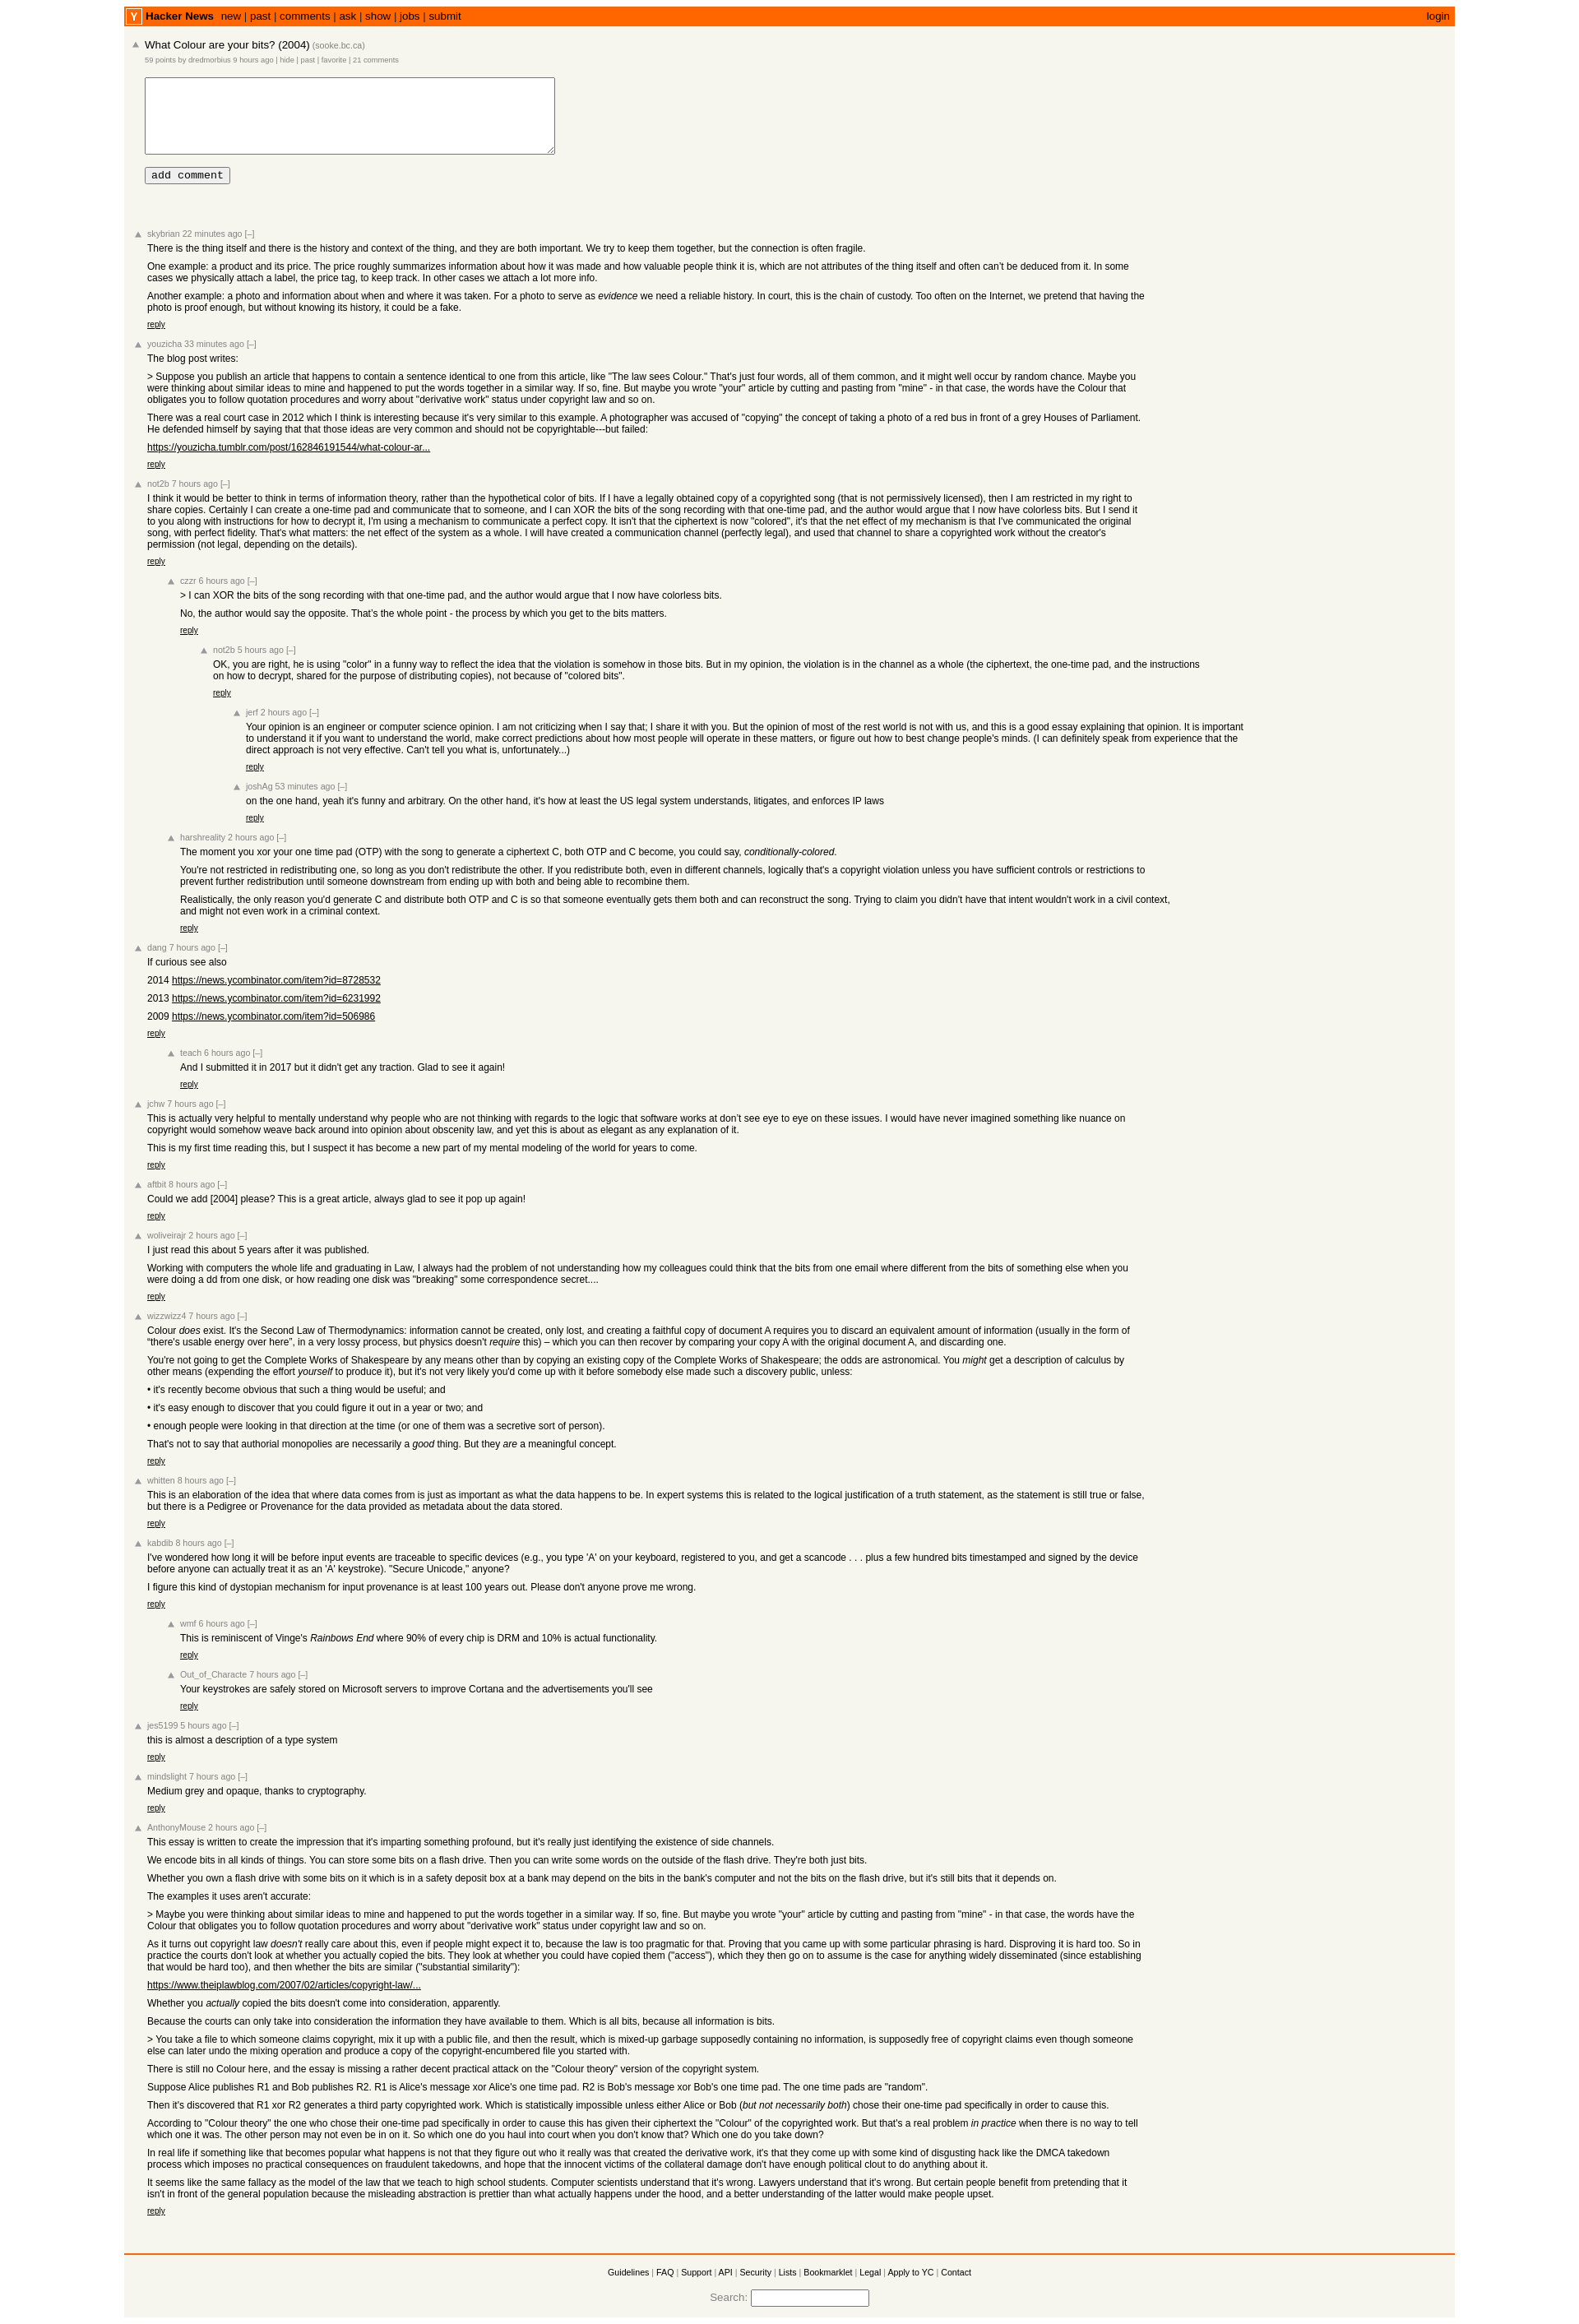 Y Hacker News new | past | comments | ask | show | jobs | submit login
What Colour are your bits? (2004) (sooke.bc.ca)
59 points by dredmorbius 9 hours ago | hide | past | favorite | 21 comments
add comment
skybrian 22 minutes ago [–]
There is the thing itself and there is the history and context of the thing, and they are both important. We try to keep them together, but the connection is often fragile.
One example: a product and its price. The price roughly summarizes information about how it was made and how valuable people think it is, which are not attributes of the thing itself and often can’t be deduced from it. In some
cases we physically attach a label, the price tag, to keep track. In other cases we attach a lot more info.
Another example: a photo and information about when and where it was taken. For a photo to serve as evidence we need a reliable history. In court, this is the chain of custody. Too often on the Internet, we pretend that having the
photo is proof enough, but without knowing its history, it could be a fake.
reply
youzicha 33 minutes ago [–]
The blog post writes:
> Suppose you publish an article that happens to contain a sentence identical to one from this article, like "The law sees Colour." That's just four words, all of them common, and it might well occur by random chance. Maybe you
were thinking about similar ideas to mine and happened to put the words together in a similar way. If so, fine. But maybe you wrote "your" article by cutting and pasting from "mine" - in that case, the words have the Colour that
obligates you to follow quotation procedures and worry about "derivative work" status under copyright law and so on.
There was a real court case in 2012 which I think is interesting because it's very similar to this example. A photographer was accused of "copying" the concept of taking a photo of a red bus in front of a grey Houses of Parliament.
He defended himself by saying that that those ideas are very common and should not be copyrightable---but failed:
https://youzicha.tumblr.com/post/162846191544/what-colour-ar...
reply
not2b 7 hours ago [–]
I think it would be better to think in terms of information theory, rather than the hypothetical color of bits. If I have a legally obtained copy of a copyrighted song (that is not permissively licensed), then I am restricted in my right to
share copies. Certainly I can create a one-time pad and communicate that to someone, and I can XOR the bits of the song recording with that one-time pad, and the author would argue that I now have colorless bits. But I send it
to you along with instructions for how to decrypt it, I'm using a mechanism to communicate a perfect copy. It isn't that the ciphertext is now "colored", it's that the net effect of my mechanism is that I've communicated the original
song, with perfect fidelity. That's what matters: the net effect of the system as a whole. I will have created a communication channel (perfectly legal), and used that channel to share a copyrighted work without the creator's
permission (not legal, depending on the details).
reply
czzr 6 hours ago [–]
> I can XOR the bits of the song recording with that one-time pad, and the author would argue that I now have colorless bits.
No, the author would say the opposite. That’s the whole point - the process by which you get to the bits matters.
reply
not2b 5 hours ago [–]
OK, you are right, he is using "color" in a funny way to reflect the idea that the violation is somehow in those bits. But in my opinion, the violation is in the channel as a whole (the ciphertext, the one-time pad, and the instructions
on how to decrypt, shared for the purpose of distributing copies), not because of "colored bits".
reply
jerf 2 hours ago [–]
Your opinion is an engineer or computer science opinion. I am not criticizing when I say that; I share it with you. But the opinion of most of the rest world is not with us, and this is a good essay explaining that opinion. It is important
to understand it if you want to understand the world, make correct predictions about how most people will operate in these matters, or figure out how to best change people's minds. (I can definitely speak from experience that the
direct approach is not very effective. Can't tell you what is, unfortunately...)
reply
joshAg 53 minutes ago [–]
on the one hand, yeah it's funny and arbitrary. On the other hand, it's how at least the US legal system understands, litigates, and enforces IP laws
reply
harshreality 2 hours ago [–]
The moment you xor your one time pad (OTP) with the song to generate a ciphertext C, both OTP and C become, you could say, conditionally-colored.
You're not restricted in redistributing one, so long as you don't redistribute the other. If you redistribute both, even in different channels, logically that's a copyright violation unless you have sufficient controls or restrictions to
prevent further redistribution until someone downstream from ending up with both and being able to recombine them.
Realistically, the only reason you'd generate C and distribute both OTP and C is so that someone eventually gets them both and can reconstruct the song. Trying to claim you didn't have that intent wouldn't work in a civil context,
and might not even work in a criminal context.
reply
dang 7 hours ago [–]
If curious see also
2014 https://news.ycombinator.com/item?id=8728532
2013 https://news.ycombinator.com/item?id=6231992
2009 https://news.ycombinator.com/item?id=506986
reply
teach 6 hours ago [–]
And I submitted it in 2017 but it didn't get any traction. Glad to see it again!
reply
jchw 7 hours ago [–]
This is actually very helpful to mentally understand why people who are not thinking with regards to the logic that software works at don’t see eye to eye on these issues. I would have never imagined something like nuance on
copyright would somehow weave back around into opinion about obscenity law, and yet this is about as elegant as any explanation of it.
This is my first time reading this, but I suspect it has become a new part of my mental modeling of the world for years to come.
reply
aftbit 8 hours ago [–]
Could we add [2004] please? This is a great article, always glad to see it pop up again!
reply
woliveirajr 2 hours ago [–]
I just read this about 5 years after it was published.
Working with computers the whole life and graduating in Law, I always had the problem of not understanding how my colleagues could think that the bits from one email where different from the bits of something else when you
were doing a dd from one disk, or how reading one disk was "breaking" some correspondence secret....
reply
wizzwizz4 7 hours ago [–]
Colour does exist. It's the Second Law of Thermodynamics: information cannot be created, only lost, and creating a faithful copy of document A requires you to discard an equivalent amount of information (usually in the form of
“there's usable energy over here”, in a very lossy process, but physics doesn't require this) – which you can then recover by comparing your copy A with the original document A, and discarding one.
You're not going to get the Complete Works of Shakespeare by any means other than by copying an existing copy of the Complete Works of Shakespeare; the odds are astronomical. You might get a description of calculus by
other means (expending the effort yourself to produce it), but it's not very likely you'd come up with it before somebody else made such a discovery public, unless:
• it's recently become obvious that such a thing would be useful; and
• it's easy enough to discover that you could figure it out in a year or two; and
• enough people were looking in that direction at the time (or one of them was a secretive sort of person).
That's not to say that authorial monopolies are necessarily a good thing. But they are a meaningful concept.
reply
whitten 8 hours ago [–]
This is an elaboration of the idea that where data comes from is just as important as what the data happens to be. In expert systems this is related to the logical justification of a truth statement, as the statement is still true or false,
but there is a Pedigree or Provenance for the data provided as metadata about the data stored.
reply
kabdib 8 hours ago [–]
I've wondered how long it will be before input events are traceable to specific devices (e.g., you type 'A' on your keyboard, registered to you, and get a scancode . . . plus a few hundred bits timestamped and signed by the device
before anyone can actually treat it as an 'A' keystroke). "Secure Unicode," anyone?
I figure this kind of dystopian mechanism for input provenance is at least 100 years out. Please don't anyone prove me wrong.
reply
wmf 6 hours ago [–]
This is reminiscent of Vinge's Rainbows End where 90% of every chip is DRM and 10% is actual functionality.
reply
Out_of_Characte 7 hours ago [–]
Your keystrokes are safely stored on Microsoft servers to improve Cortana and the advertisements you'll see
reply
jes5199 5 hours ago [–]
this is almost a description of a type system
reply
mindslight 7 hours ago [–]
Medium grey and opaque, thanks to cryptography.
reply
AnthonyMouse 2 hours ago [–]
This essay is written to create the impression that it's imparting something profound, but it's really just identifying the existence of side channels.
We encode bits in all kinds of things. You can store some bits on a flash drive. Then you can write some words on the outside of the flash drive. They're both just bits.
Whether you own a flash drive with some bits on it which is in a safety deposit box at a bank may depend on the bits in the bank's computer and not the bits on the flash drive, but it's still bits that it depends on.
The examples it uses aren't accurate:
> Maybe you were thinking about similar ideas to mine and happened to put the words together in a similar way. If so, fine. But maybe you wrote "your" article by cutting and pasting from "mine" - in that case, the words have the
Colour that obligates you to follow quotation procedures and worry about "derivative work" status under copyright law and so on.
As it turns out copyright law doesn't really care about this, even if people might expect it to, because the law is too pragmatic for that. Proving that you came up with some particular phrasing is hard. Disproving it is hard too. So in
practice the courts don't look at whether you actually copied the bits. They look at whether you could have copied them ("access"), which they then go on to assume is the case for anything widely disseminated (since establishing
that would be hard too), and then whether the bits are similar ("substantial similarity"):
https://www.theiplawblog.com/2007/02/articles/copyright-law/...
Whether you actually copied the bits doesn't come into consideration, apparently.
Because the courts can only take into consideration the information they have available to them. Which is all bits, because all information is bits.
> You take a file to which someone claims copyright, mix it up with a public file, and then the result, which is mixed-up garbage supposedly containing no information, is supposedly free of copyright claims even though someone
else can later undo the mixing operation and produce a copy of the copyright-encumbered file you started with.
There is still no Colour here, and the essay is missing a rather decent practical attack on the "Colour theory" version of the copyright system.
Suppose Alice publishes R1 and Bob publishes R2. R1 is Alice's message xor Alice's one time pad. R2 is Bob's message xor Bob's one time pad. The one time pads are "random".
Then it's discovered that R1 xor R2 generates a third party copyrighted work. Which is statistically impossible unless either Alice or Bob (but not necessarily both) chose their one-time pad specifically in order to cause this.
According to "Colour theory" the one who chose their one-time pad specifically in order to cause this has given their ciphertext the "Colour" of the copyrighted work. But that's a real problem in practice when there is no way to tell
which one it was. The other person may not even be in on it. So which one do you haul into court when you don't know that? Which one do you take down?
In real life if something like that becomes popular what happens is not that they figure out who it really was that created the derivative work, it's that they come up with some kind of disgusting hack like the DMCA takedown
process which imposes no practical consequences on fraudulent takedowns, and hope that the innocent victims of the collateral damage don't have enough political clout to do anything about it.
It seems like the same fallacy as the model of the law that we teach to high school students. Computer scientists understand that it's wrong. Lawyers understand that it's wrong. But certain people benefit from pretending that it
isn't in front of the general population because the misleading abstraction is prettier than what actually happens under the hood, and a better understanding of the latter would make people upset.
reply
Guidelines | FAQ | Support | API | Security | Lists | Bookmarklet | Legal | Apply to YC | Contact
Search: